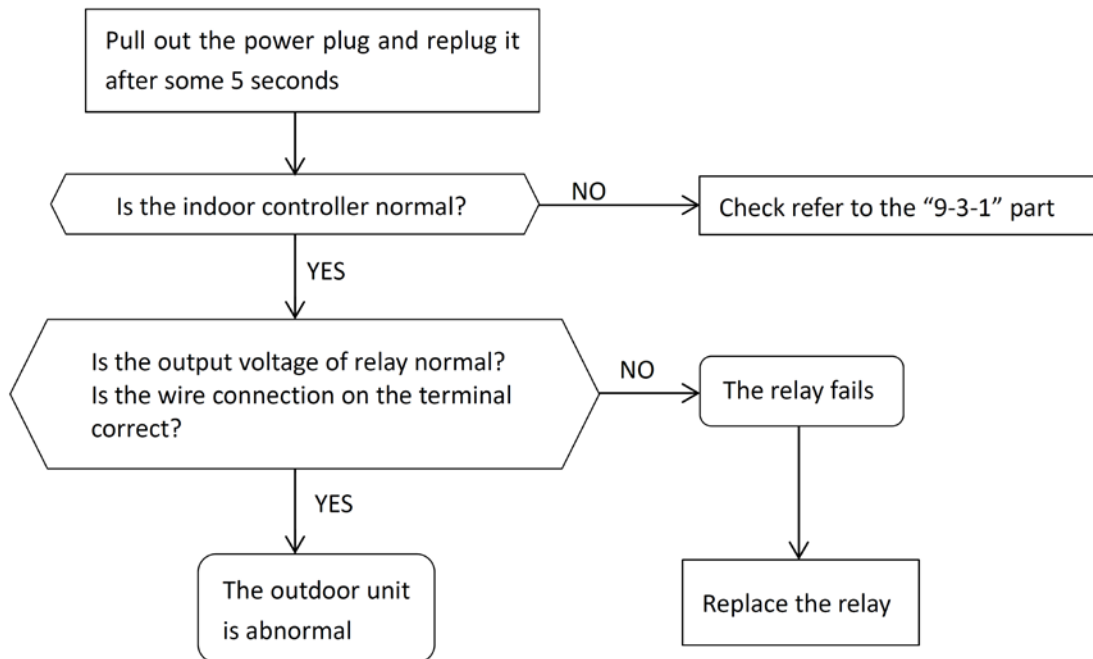 Pull out the power plug and replug it
after some 5 seconds
Is the indoor controller normal?
NO
Check refer to the “9-3-1” part
YES
Is the output voltage of relay normal?
Is the wire connection on the terminal
correct?
NO
The relay fails
YES
The outdoor unit
is abnormal
Replace the relay